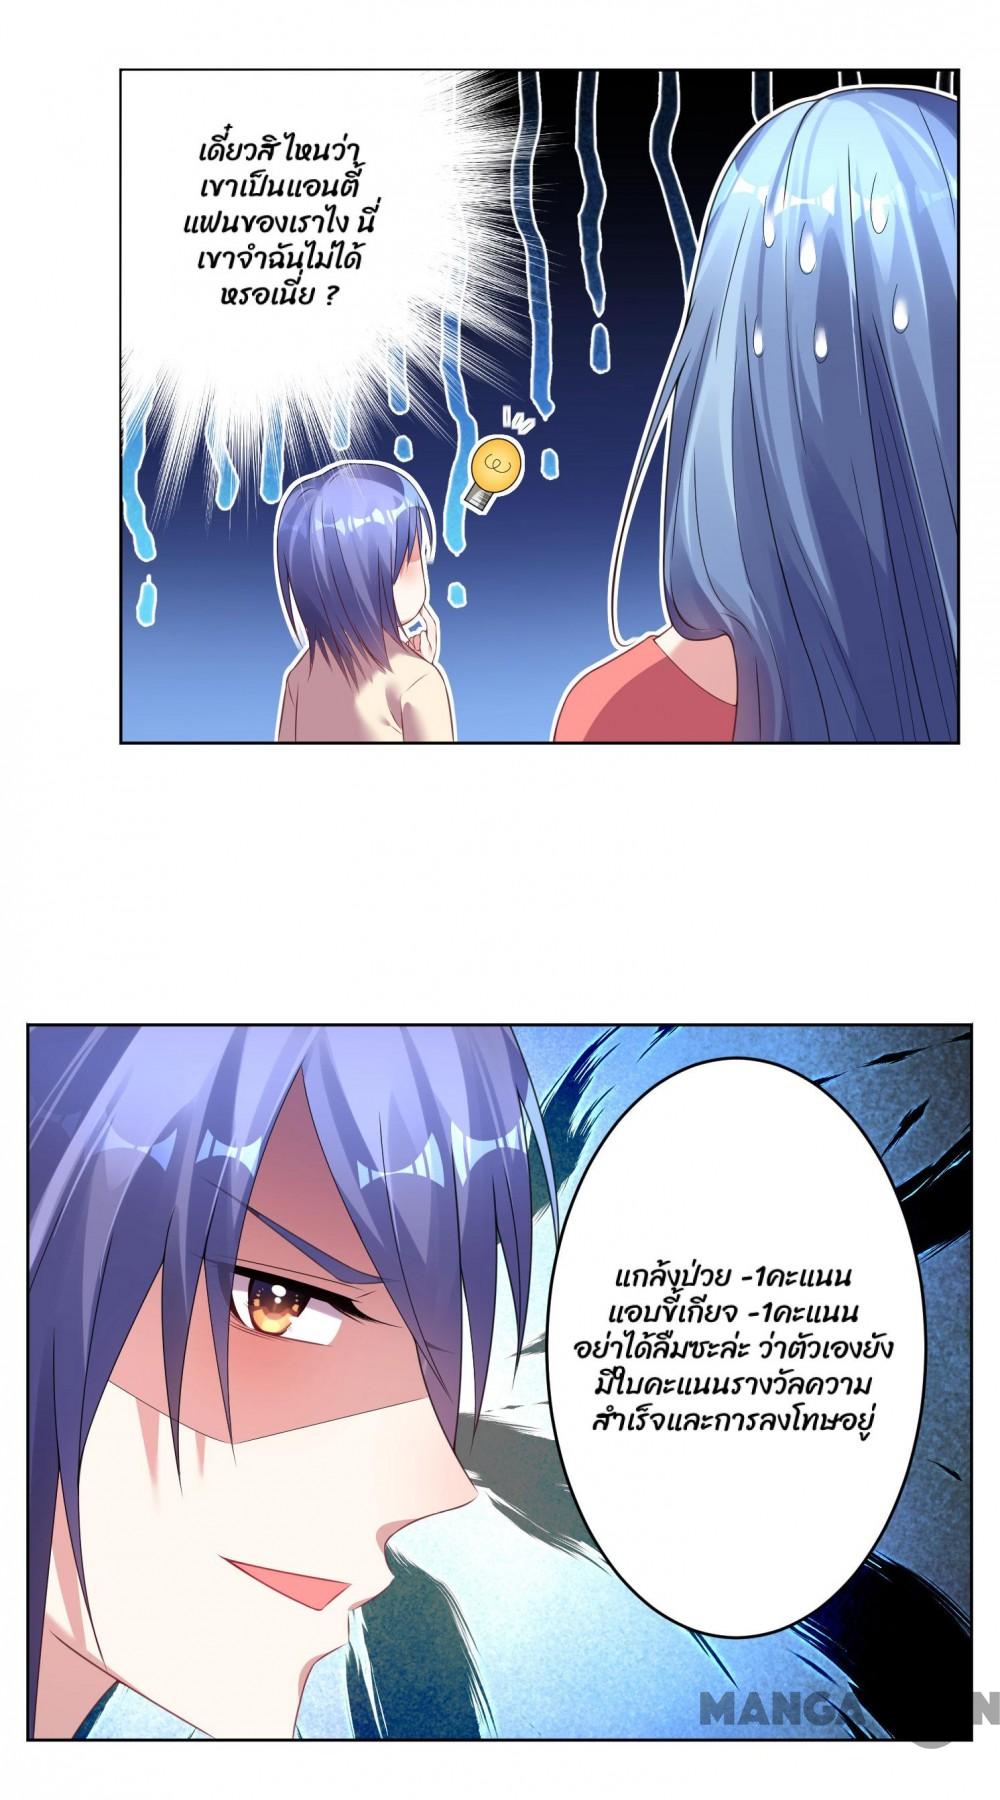 เดี๋ยวสิ ไหนว่า
เขาเป็นแอนตี้
แฟนของเราไง นี่
เขาจำฉันไม่ได้
หรอเนี่ย ?
แกล้งป่วย -1คะแนน
แอบขี้เกียจ -1คะแนน
อย่าได้ลืมซะล่ะ ว่าตัวเองยัง
มีใบคะแนนรางวัลความ
สำเร็จและการลงโทษอยู่